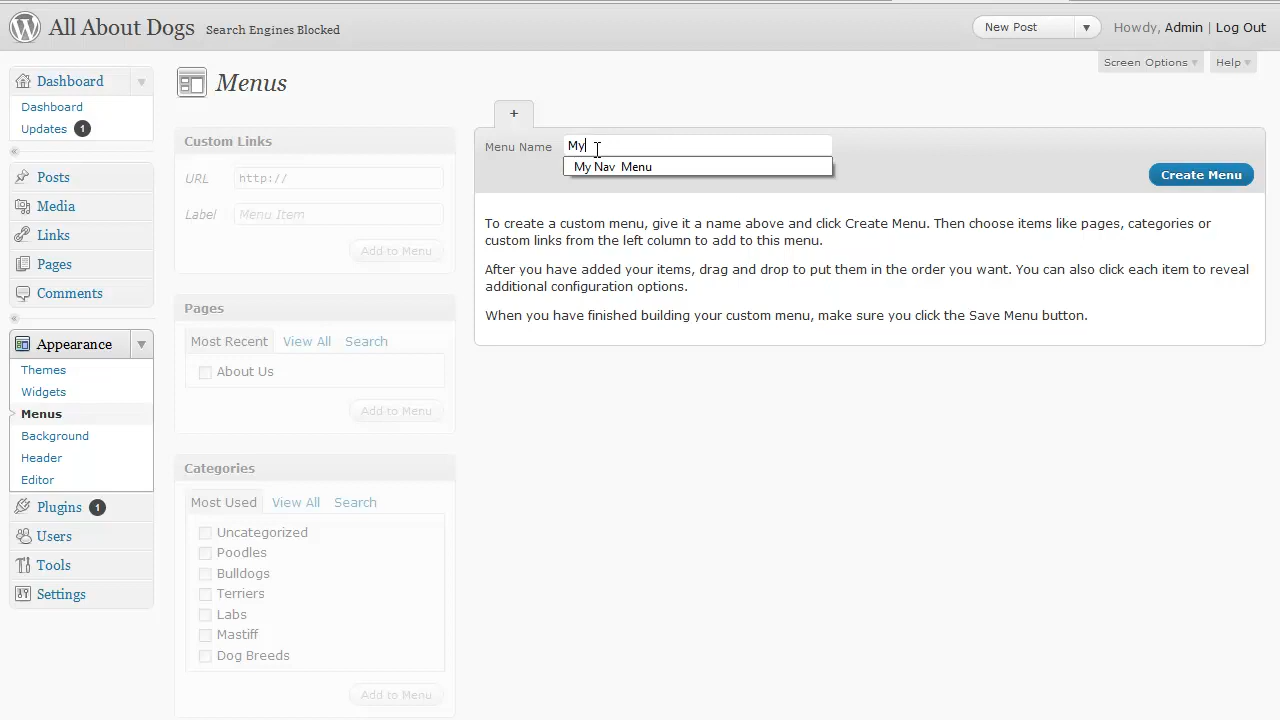 All About Dogs Search Engines Blocked
New Post
Howdy, Admin | Log Out
Screen Options
Help
Dashboard
Dashboard
Updates 1
Posts
Media
Links
Pages
Comments
Appearance
Themes
Widgets
Menus
Background
Header
Editor
Plugins 1
Users
Tools
Settings
Menus
Custom Links
URL http://
Label Menu Item
Add to Menu
Pages
Most Recent View All Search
About Us
Add to Menu
Categories
Most Used View All Search
Uncategorized
Poodles
Bulldogs
Terriers
Labs
Mastiff
Dog Breeds
Add to Menu
+
Menu Name My
My Nav Menu
Create Menu
To create a custom menu, give it a name above and click Create Menu. Then choose items like pages, categories or
custom links from the left column to add to this menu.
After you have added your items, drag and drop to put them in the order you want. You can also click each item to reveal
additional configuration options.
When you have finished building your custom menu, make sure you click the Save Menu button.